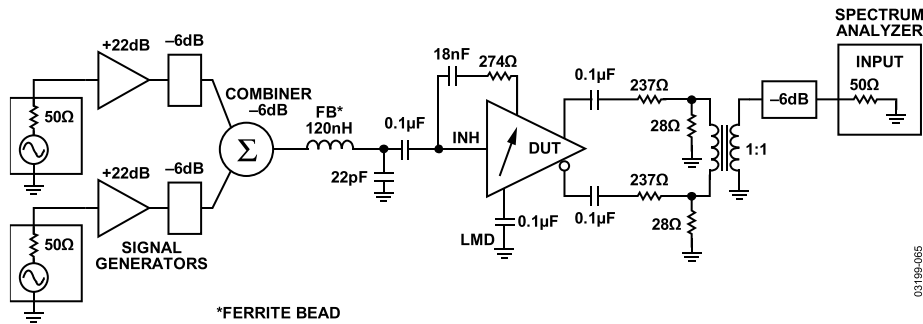 SPECTRUM
ANALYZER
INPUT
50Ω
+22dB
–6dB
50Ω
COMBINER
–6dB
Σ
FB*
120nH
0.1µF
22pF
18nF
274Ω
INH
DUT
LMD
0.1µF
0.1µF
237Ω
28Ω
1:1
–6dB
0.1µF
237Ω
28Ω
+22dB
–6dB
50Ω
SIGNAL
GENERATORS
*FERRITE BEAD
03199-065